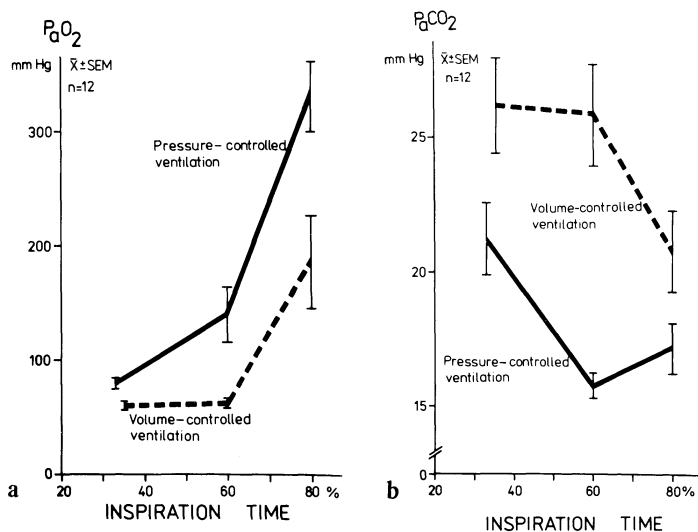 PaO2
mm Hg
X̄±SEM
n=12
300
200
100
0
Pressure-controlled
ventilation
Volume-controlled
ventilation
20 40 60 80 %
a
INSPIRATION TIME
PaCO2
mm Hg
X̄±SEM
n=12
25
20
15
0
Volume-controlled
ventilation
Pressure-controlled
ventilation
20 40 60 80%
b
INSPIRATION TIME